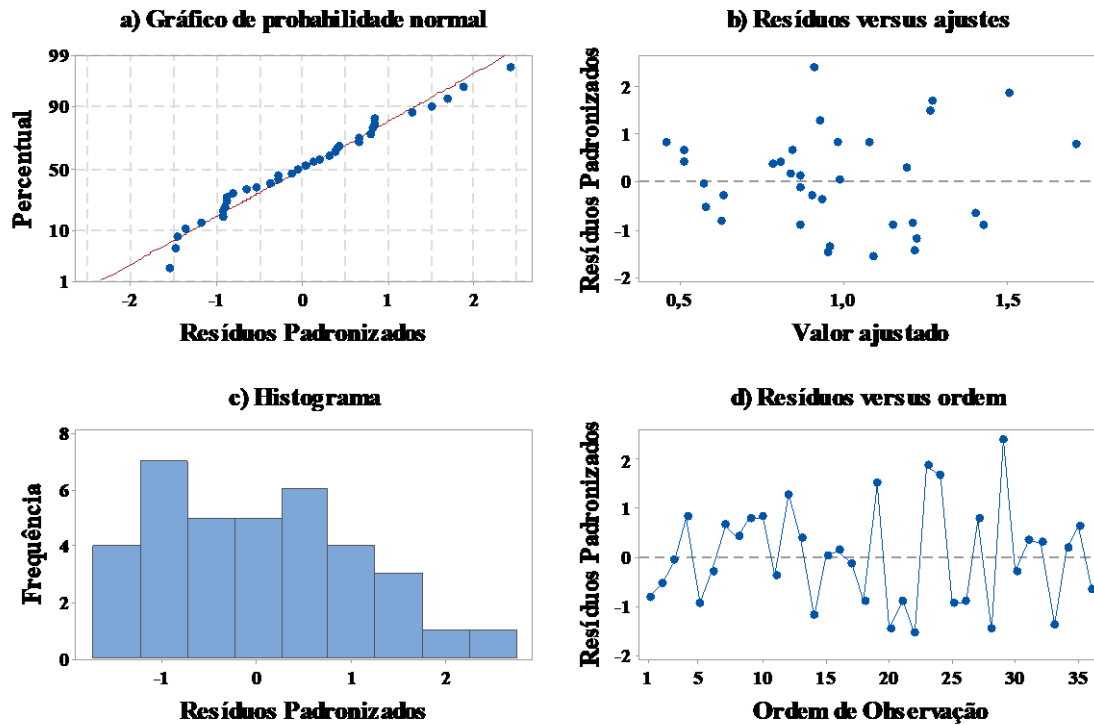 a) Gráfico de probabilidade normal
99
90
50
10
1
Percentual
-2 -1 0 1 2
Resíduos Padronizados
b) Resíduos versus ajustes
2
1
0
-1
-2
Resíduos Padronizados
0,5 1,0 1,5
Valor ajustado
c) Histograma
8
6
4
2
0
Frequência
-1 0 1 2
Resíduos Padronizados
d) Resíduos versus ordem
2
1
0
-1
-2
Resíduos Padronizados
1 5 10 15 20 25 30 35
Ordem de Observação